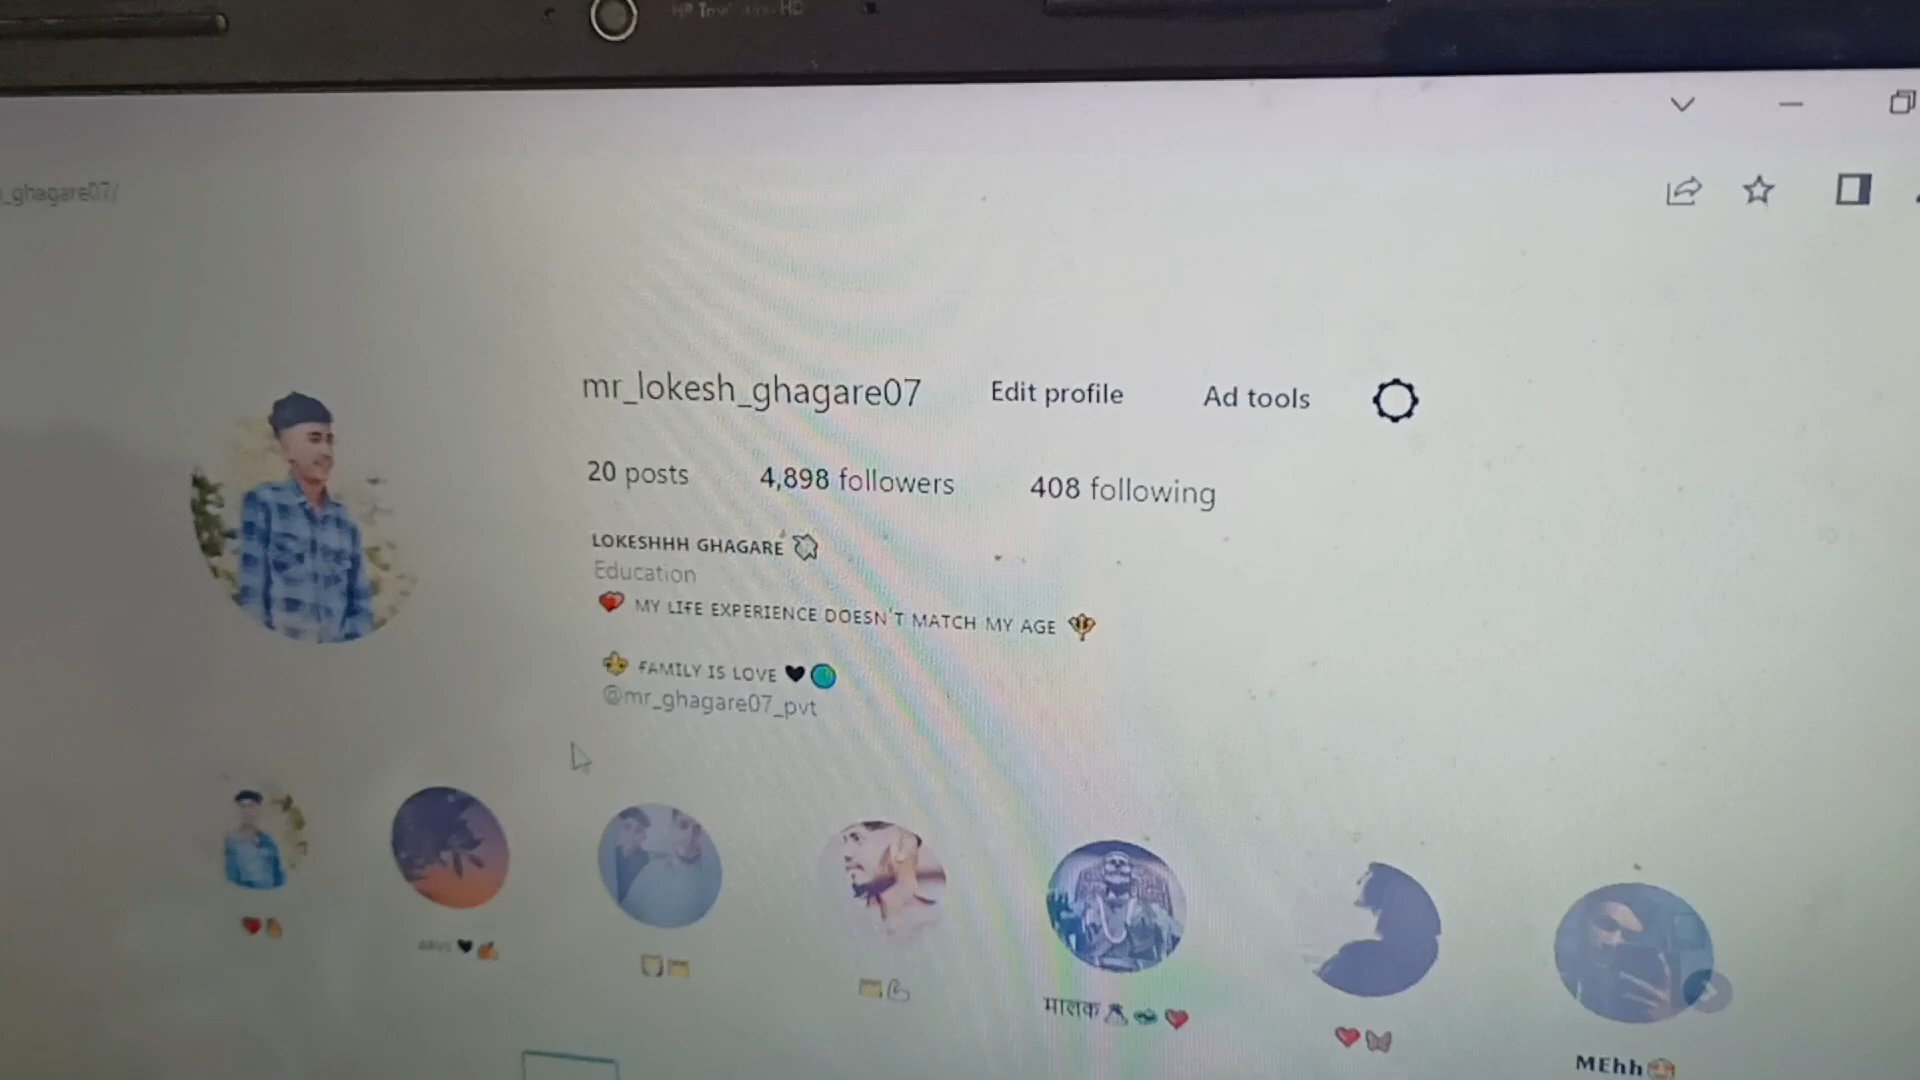 _ghagare07/
mr_lokesh_ghagare07 Edit profile Ad tools
20 posts 4,898 followers 408 following
LOKESHHH GHAGARE
Education
MY LIFE EXPERIENCE DOESN'T MATCH MY AGE
FAMILY IS LOVE
@mr_ghagare07_pvt
मालक
MEhh